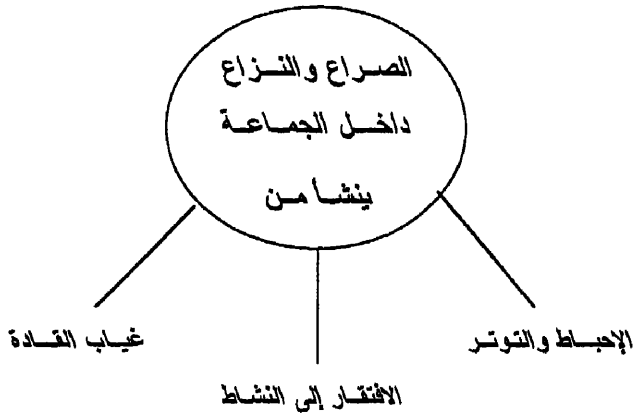 الصراع والنزاع
داخل الجماعة
ينشأ من
الإحباط والتوتر
الافتقار إلى النشاط
غياب القادة